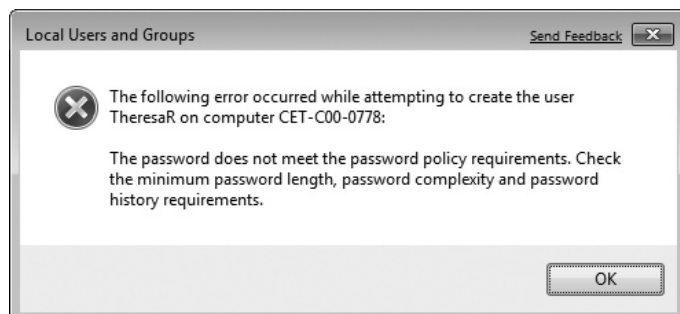 Local Users and Groups Send Feedback
The following error occurred while attempting to create the user
TheresaR on computer CET-C00-0778:
The password does not meet the password policy requirements. Check
the minimum password length, password complexity and password
history requirements.
OK